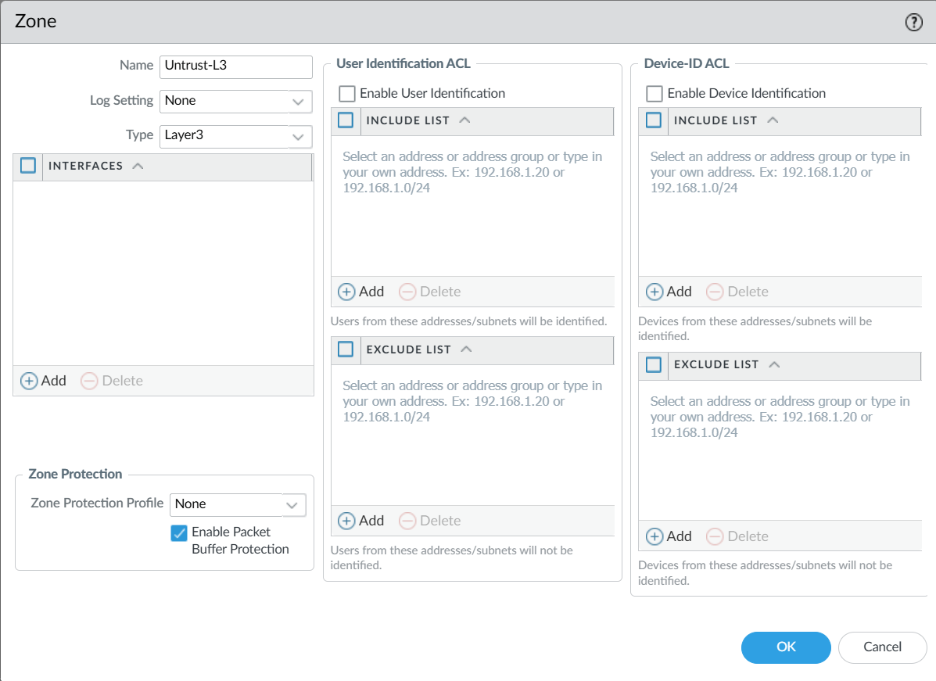 Zone
?
Name Untrust-L3
Log Setting None
Type Layer3
INTERFACES
Add Delete
Zone Protection
Zone Protection Profile None
Enable Packet
Buffer Protection
User Identification ACL
Enable User Identification
INCLUDE LIST
Select an address or address group or type in
your own address. Ex: 192.168.1.20 or
192.168.1.0/24
Add Delete
Users from these addresses/subnets will be identified.
EXCLUDE LIST
Select an address or address group or type in
your own address. Ex: 192.168.1.20 or
192.168.1.0/24
Add Delete
Users from these addresses/subnets will not be
identified.
Device-ID ACL
Enable Device Identification
INCLUDE LIST
Select an address or address group or type in
your own address. Ex: 192.168.1.20 or
192.168.1.0/24
Add Delete
Devices from these addresses/subnets will be
identified.
EXCLUDE LIST
Select an address or address group or type in
your own address. Ex: 192.168.1.20 or
192.168.1.0/24
Add Delete
Devices from these addresses/subnets will not be
identified.
OK Cancel